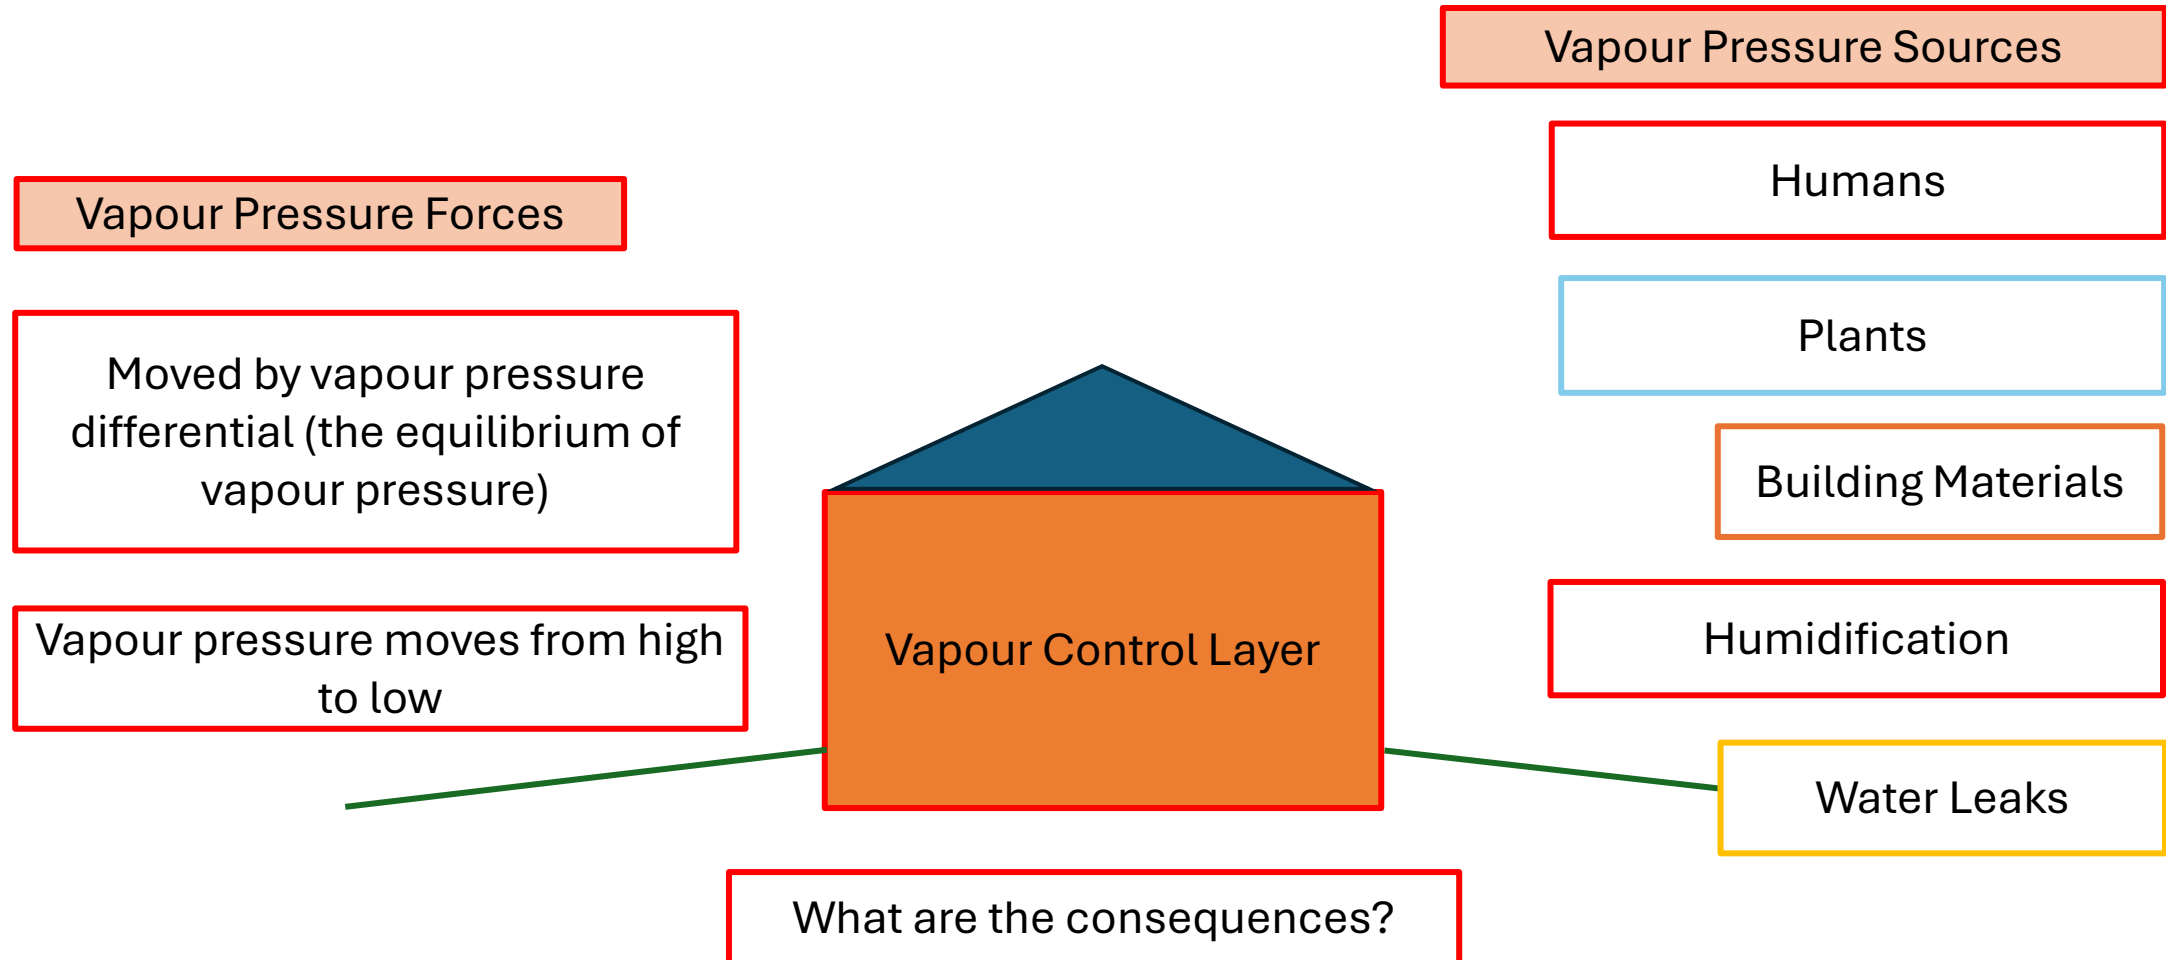 Vapour Pressure Sources
Humans
Vapour Pressure Forces
Plants
Moved by vapour pressure
differential (the equilibrium of
vapour pressure)
Building Materials
Vapour pressure moves from high
to low
Vapour Control Layer
Humidification
Water Leaks
What are the consequences?